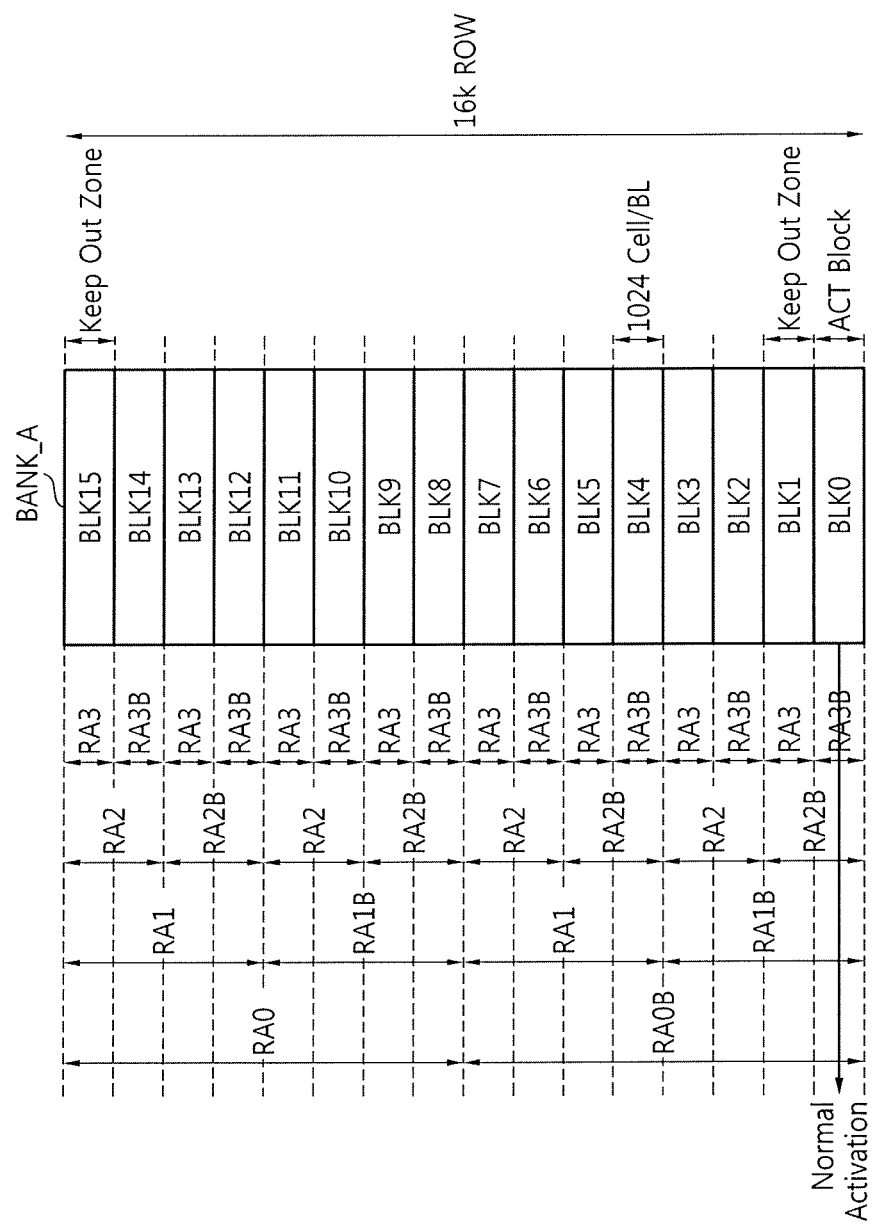 BANK_A
16k ROW
Keep Out Zone
1024 Cell/BL
Keep Out Zone
ACT Block
BLK15
BLK14
BLK13
BLK12
BLK11
BLK10
BLK9
BLK8
BLK7
BLK6
BLK5
BLK4
BLK3
BLK2
BLK1
BLK0
RA3
RA3B
RA3
RA3B
RA3
RA3B
RA3
RA3B
RA3
RA3B
RA3
RA3B
RA3
RA3B
RA3
RA3B
RA2
RA2B
RA2
RA2B
RA2
RA2B
RA2
RA2B
RA1
RA1B
RA1
RA1B
RA0
RA0B
Normal
Activation